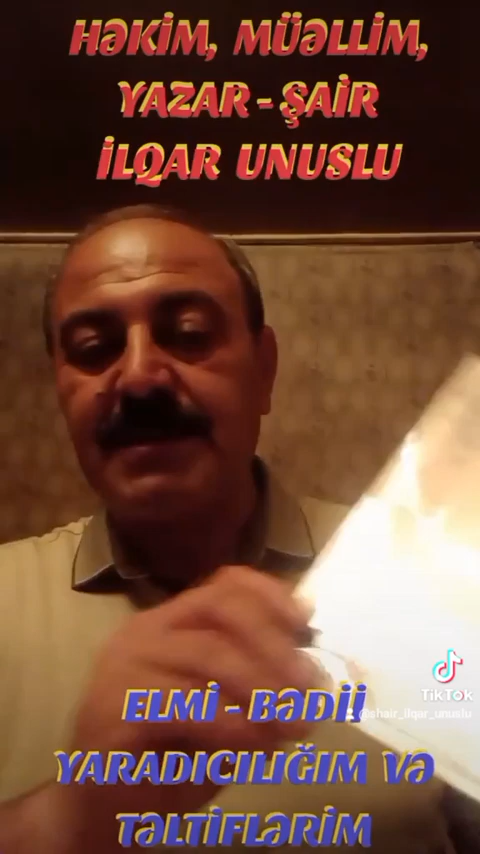 HƏKİM, MÜƏLLİM,
YAZAR - ŞAİR
İLQAR UNUSLU
TikTok
@shair_ilqar_unuslu
ELMİ - BƏDİİ
YARADICILIĞIM VƏ
TƏLTİFLƏRİM